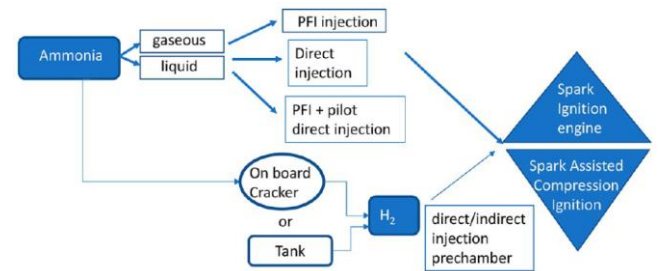 Ammonia
gaseous
liquid
PFI injection
Direct
injection
PFI + pilot
direct injection
Spark
Ignition
engine
Spark Assisted
Compression
Ignition
On board
Cracker
or
Tank
H₂
direct/indirect
injection
prechamber